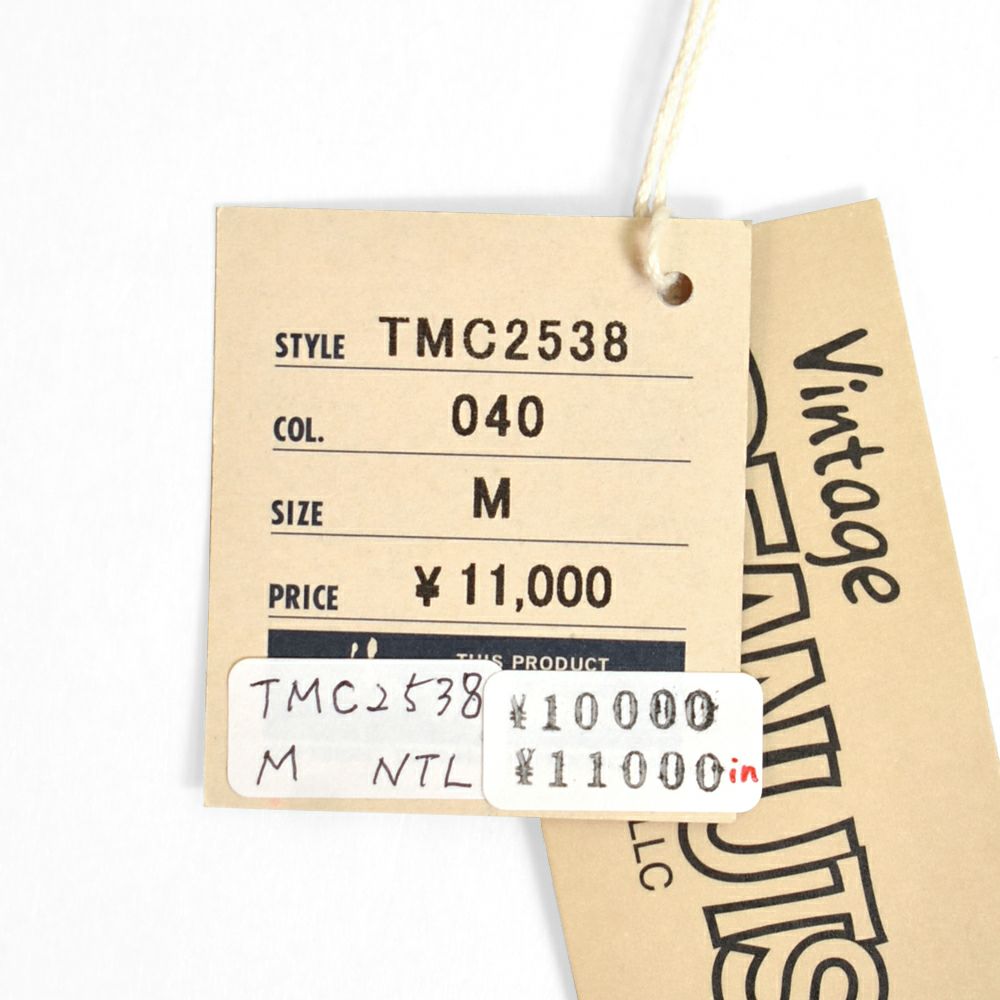 STYLE TMC2538
COL. 040
SIZE M
PRICE ¥ 11,000
THIS PRODUCT
TMC2538
M NTL
¥10000
¥11000in
Vintage
LLC